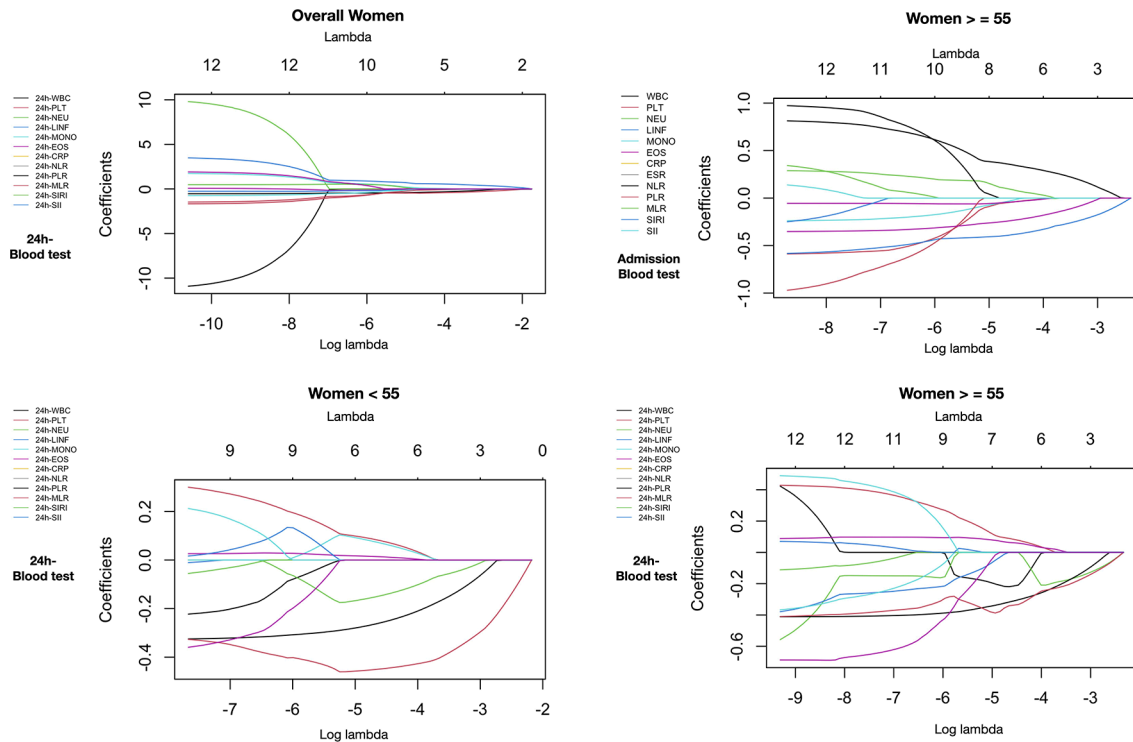 Overall Women
Lambda
12 12 10 5 2
24h-WBC
24h-PLT
24h-NEU
24h-LINF
24h-MONO
24h-EOS
24h-CRP
24h-NLR
24h-PLR
24h-MLR
24h-SIRI
24h-SII
24h-
Blood test
Coefficients
10
5
0
-5
-10
-10 -8 -6 -4 -2
Log lambda
Women > = 55
Lambda
12 11 10 8 6 3
WBC
PLT
NEU
LINF
MONO
EOS
CRP
ESR
NLR
PLR
MLR
SIRI
SII
Admission
Blood test
Coefficients
1.0
0.5
0.0
-0.5
-1.0
-8 -7 -6 -5 -4 -3
Log lambda
Women < 55
Lambda
9 9 6 6 3 0
24h-WBC
24h-PLT
24h-NEU
24h-LINF
24h-MONO
24h-EOS
24h-CRP
24h-NLR
24h-PLR
24h-MLR
24h-SIRI
24h-SII
24h-
Blood test
Coefficients
0.2
0.0
-0.2
-0.4
-7 -6 -5 -4 -3 -2
Log lambda
Women > = 55
Lambda
12 12 11 9 7 6 3
24h-WBC
24h-PLT
24h-NEU
24h-LINF
24h-MONO
24h-EOS
24h-CRP
24h-NLR
24h-PLR
24h-MLR
24h-SIRI
24h-SII
24h-
Blood test
Coefficients
0.2
-0.2
-0.6
-9 -8 -7 -6 -5 -4 -3
Log lambda